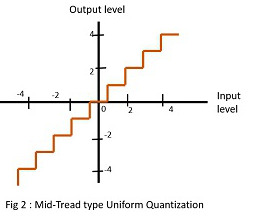 Output level
4
2
-4
-2
0
2
4
Input
level
-2
-4
Fig 2 : Mid-Tread type Uniform Quantization